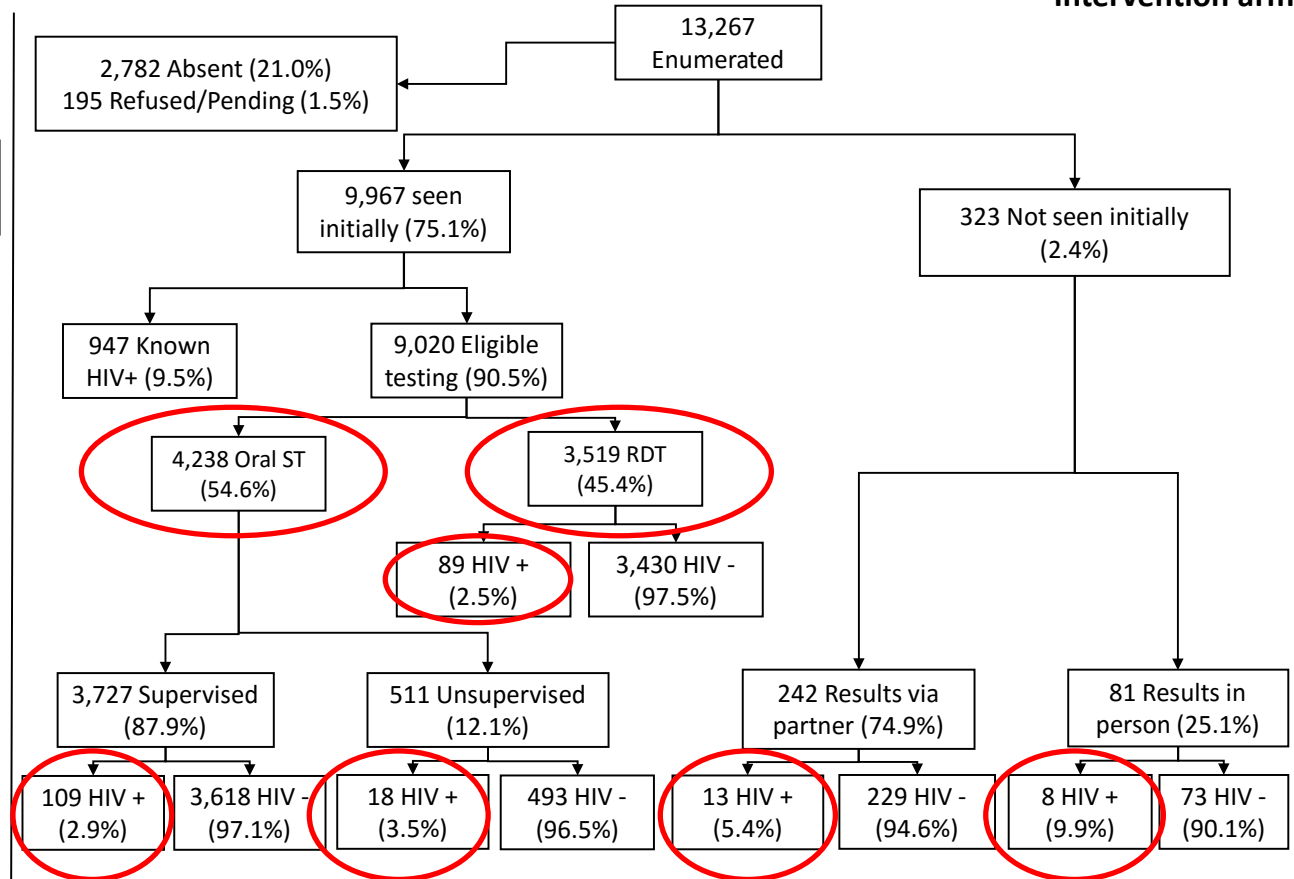 intervention arm
13,267
Enumerated
2,782 Absent (21.0%)
195 Refused/Pending (1.5%)
9,967 seen
initially (75.1%)
323 Not seen initially
(2.4%)
947 Known
HIV+ (9.5%)
9,020 Eligible
testing (90.5%)
4,238 Oral ST
(54.6%)
3,519 RDT
(45.4%)
89 HIV +
(2.5%)
3,430 HIV -
(97.5%)
3,727 Supervised
(87.9%)
511 Unsupervised
(12.1%)
242 Results via
partner (74.9%)
81 Results in
person (25.1%)
109 HIV +
(2.9%)
3,618 HIV -
(97.1%)
18 HIV +
(3.5%)
493 HIV -
(96.5%)
13 HIV +
(5.4%)
229 HIV -
(94.6%)
8 HIV +
(9.9%)
73 HIV -
(90.1%)